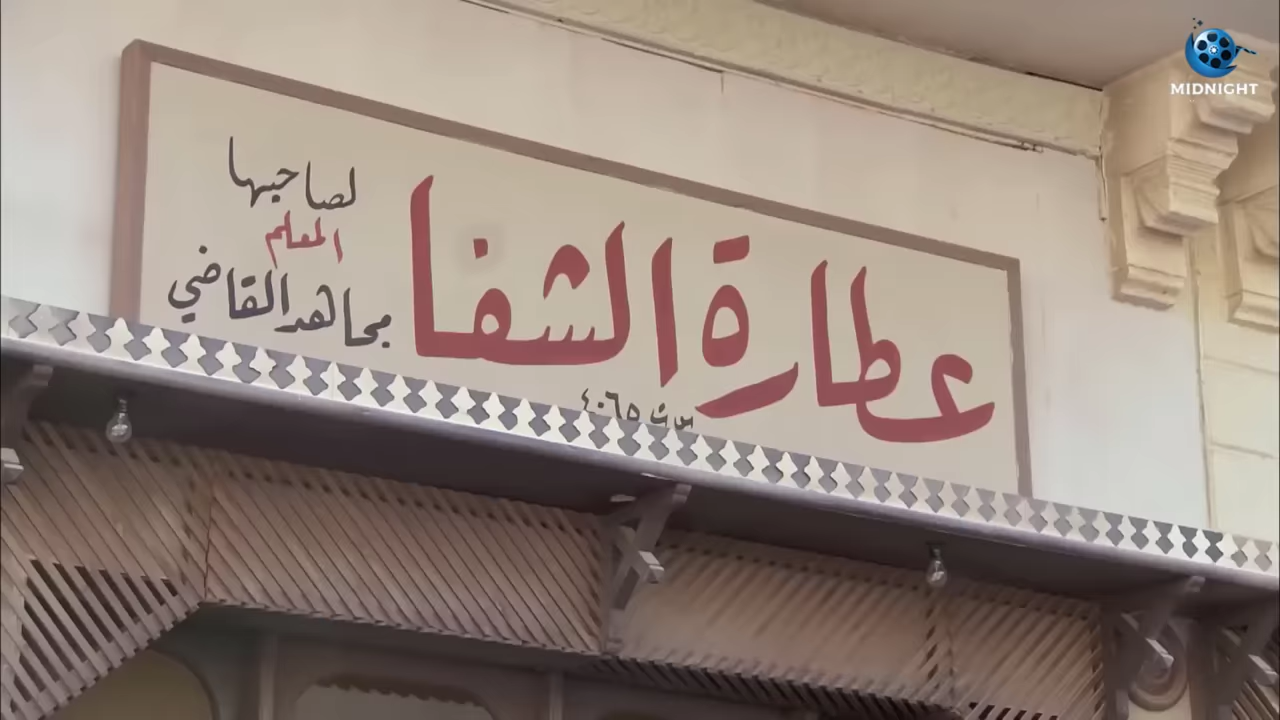 عطارة الشفا
لصاحبها
المعلم
مجاهد القاضي
س ت ٤٠٦٥
MIDNIGHT